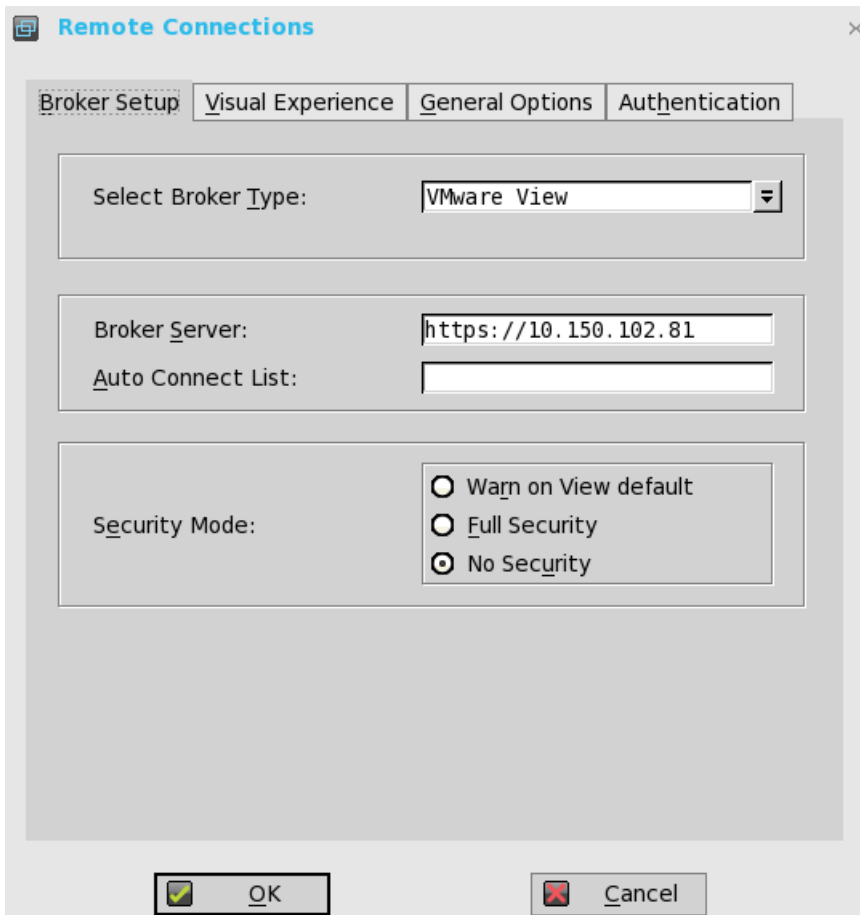 Remote Connections
Broker Setup Visual Experience General Options Authentication
Select Broker Type: VMware View
Broker Server: https://10.150.102.81
Auto Connect List:
Warn on View default
Security Mode: Full Security
No Security
OK Cancel